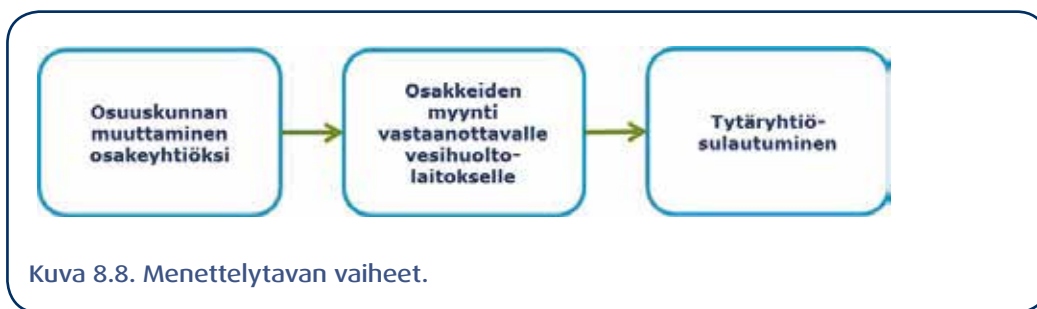 Osuuskunnan
muuttaminen
osakeyhtiöksi
Osakkeiden
myynti
vastaanottavalle
vesihuolto-
laitokselle
Tytäryhtiö-
sulautuminen
Kuva 8.8. Menettelytavan vaiheet.